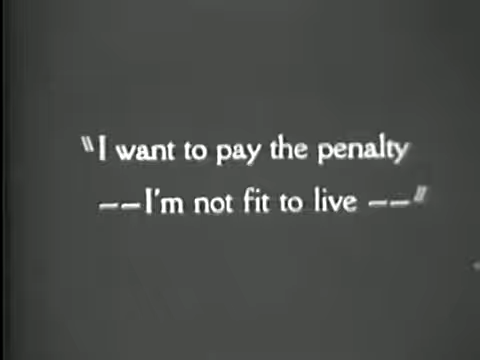 "I want to pay the penalty
--I'm not fit to live --"